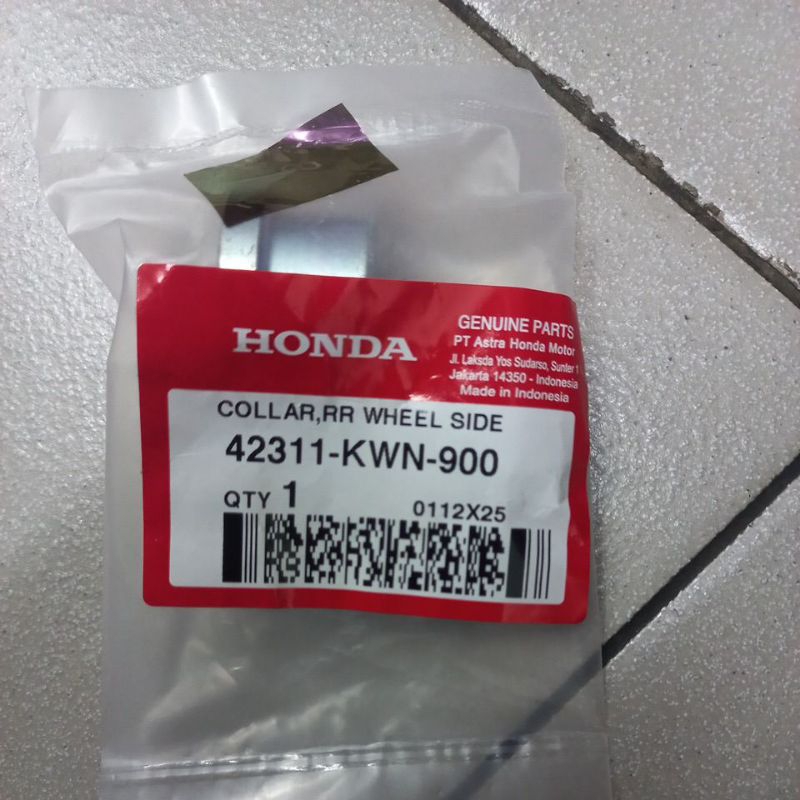 HONDA
GENUINE PARTS
PT Astra Honda Motor
Jl. Laksda Yos Sudarso, Sunter 1
Jakarta 14350 - Indonesia
Made in Indonesia
COLLAR,RR WHEEL SIDE
42311-KWN-900
QTY 1
0112X25